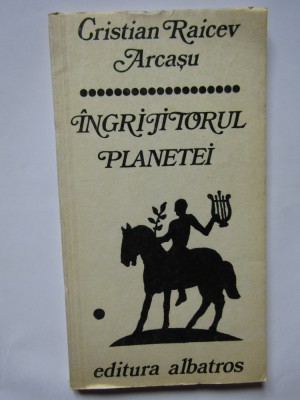 Cristian Raicev
Arcașu
ÎNGRIJITORUL
PLANETEI
editura albatros